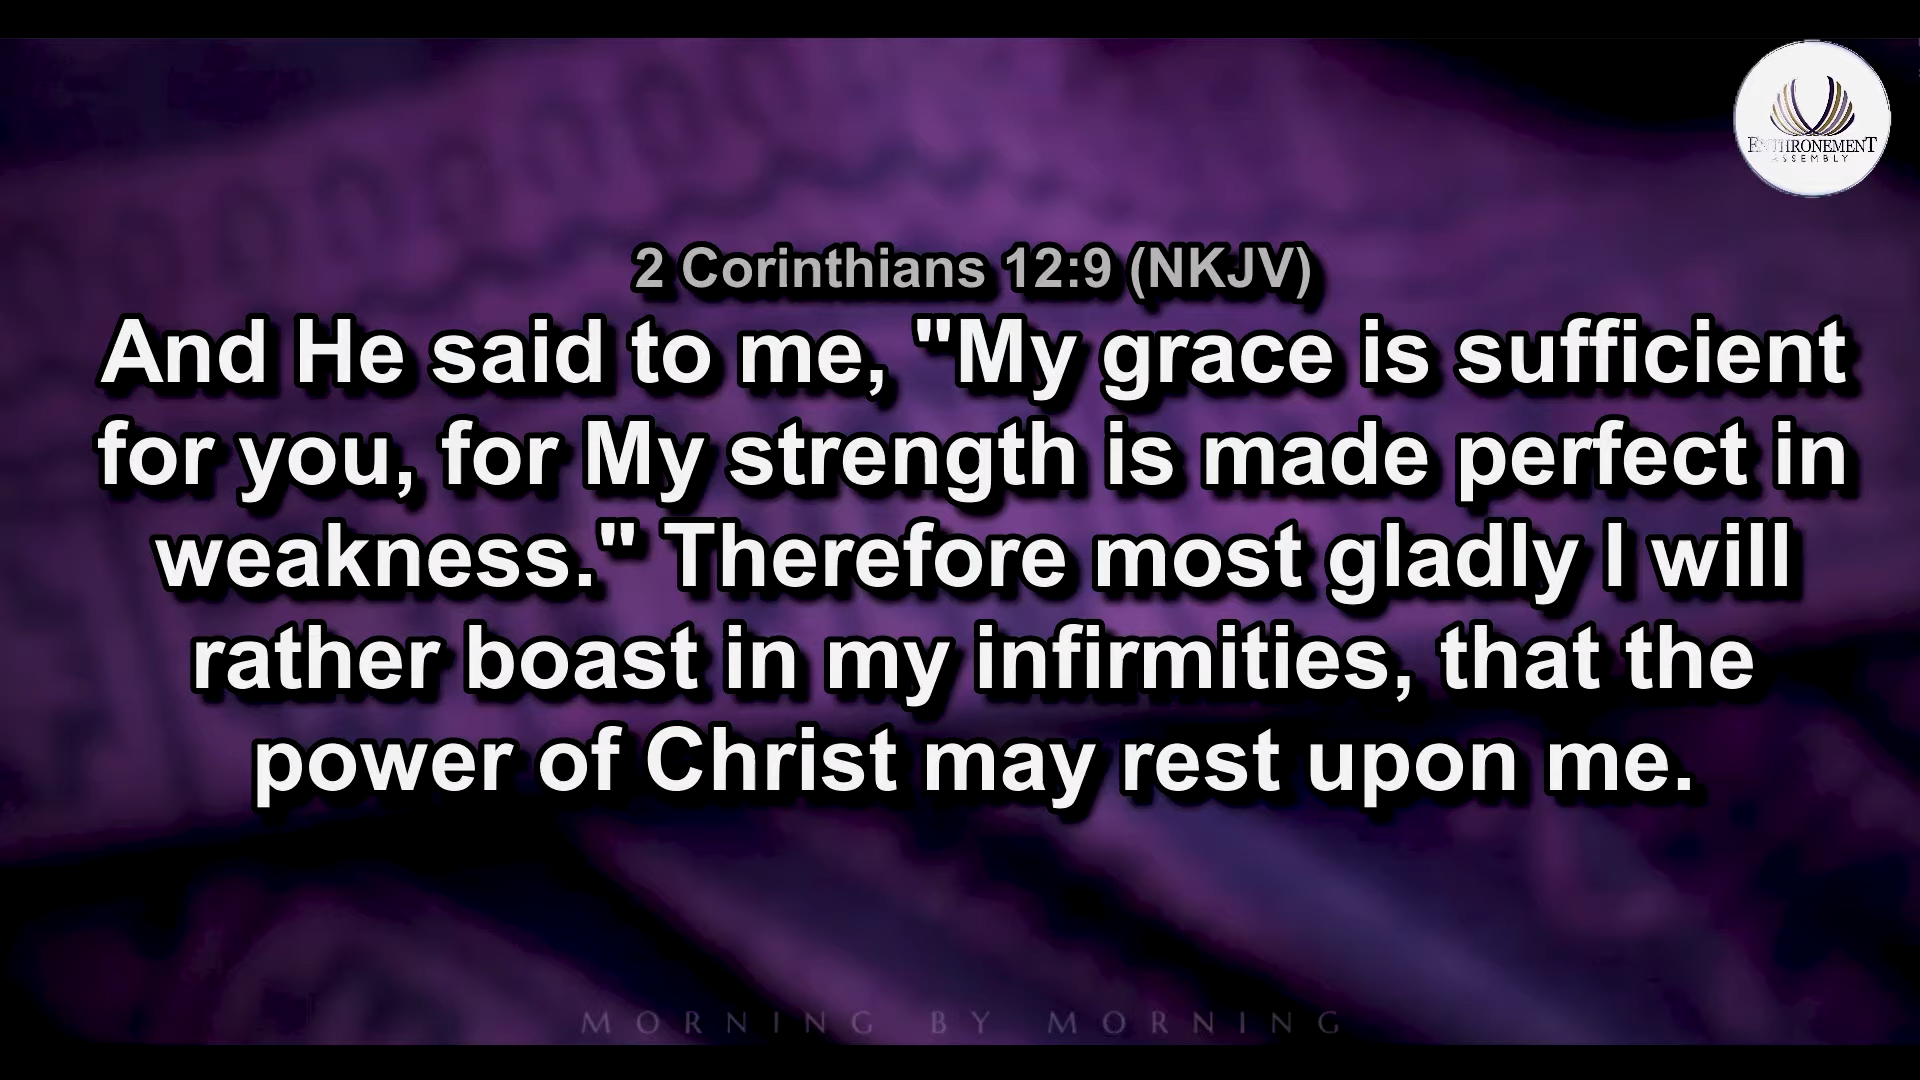 ENTHRONEMENT
ASSEMBLY
2 Corinthians 12:9 (NKJV)
And He said to me, "My grace is sufficient
for you, for My strength is made perfect in
weakness." Therefore most gladly I will
rather boast in my infirmities, that the
power of Christ may rest upon me.
MORNING BY MORNING